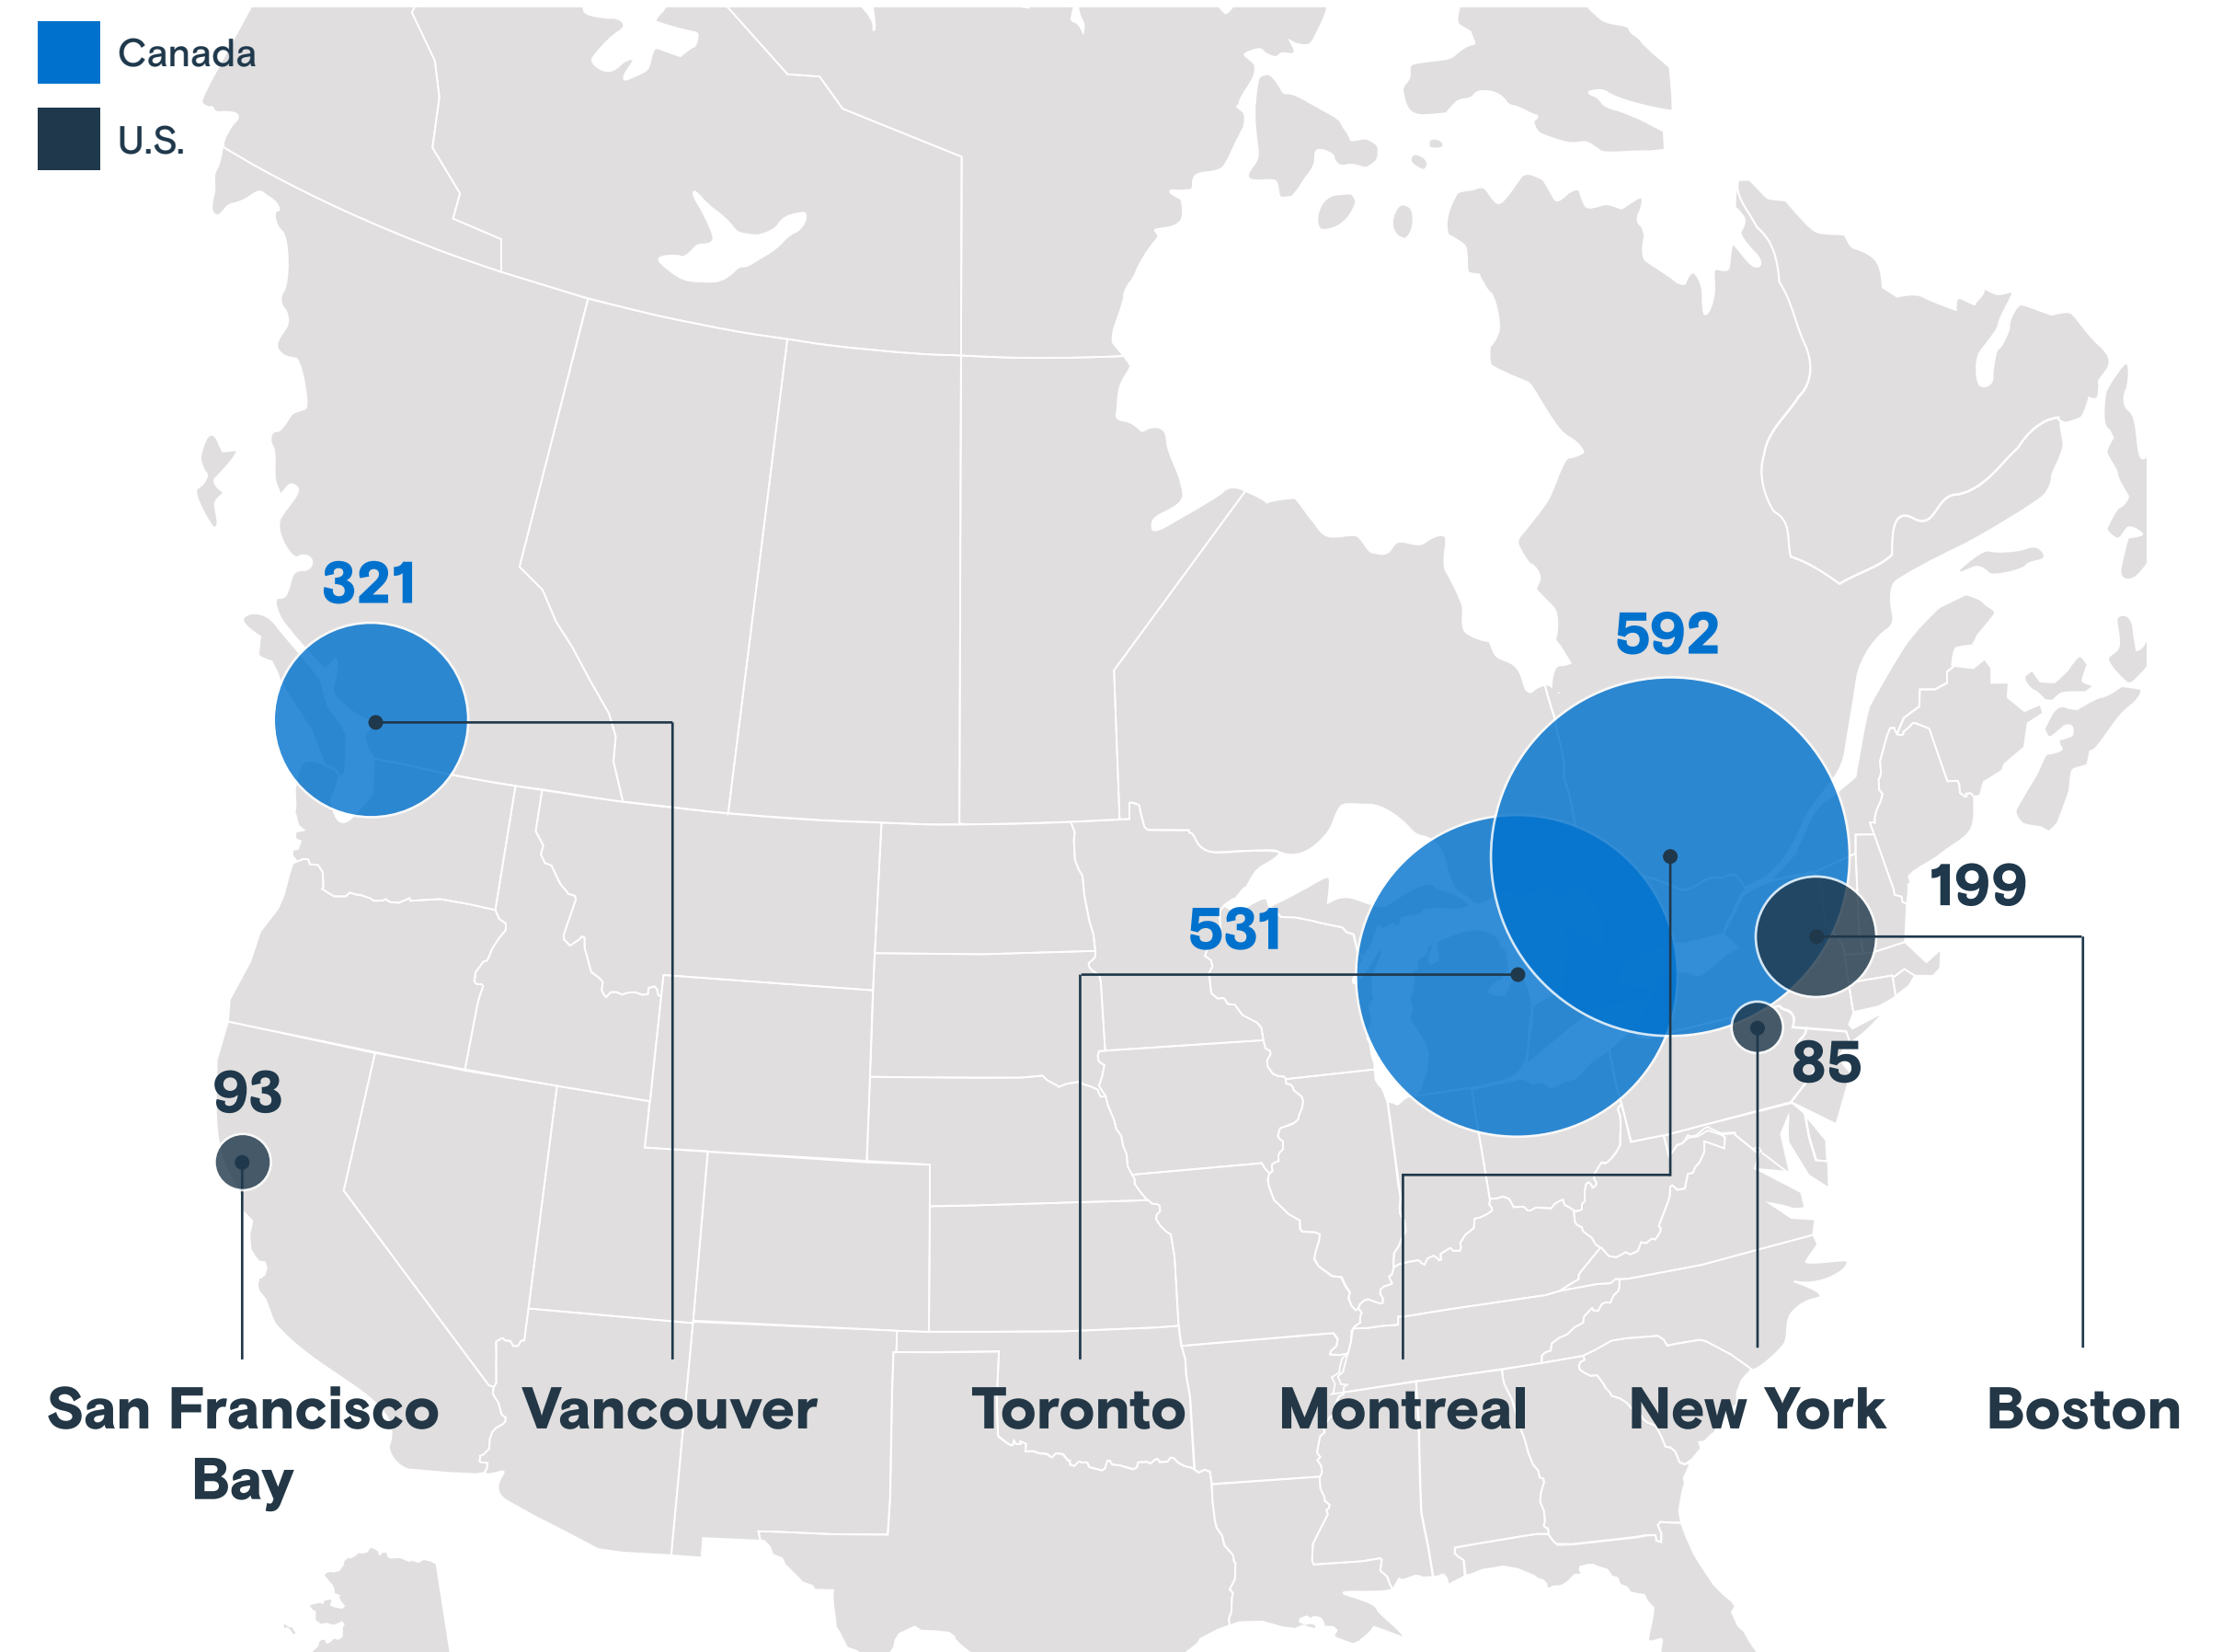 Canada
U.S.
321
592
199
531
85
93
San Francisco
Bay
Vancouver
Toronto
Montreal
New York
Boston